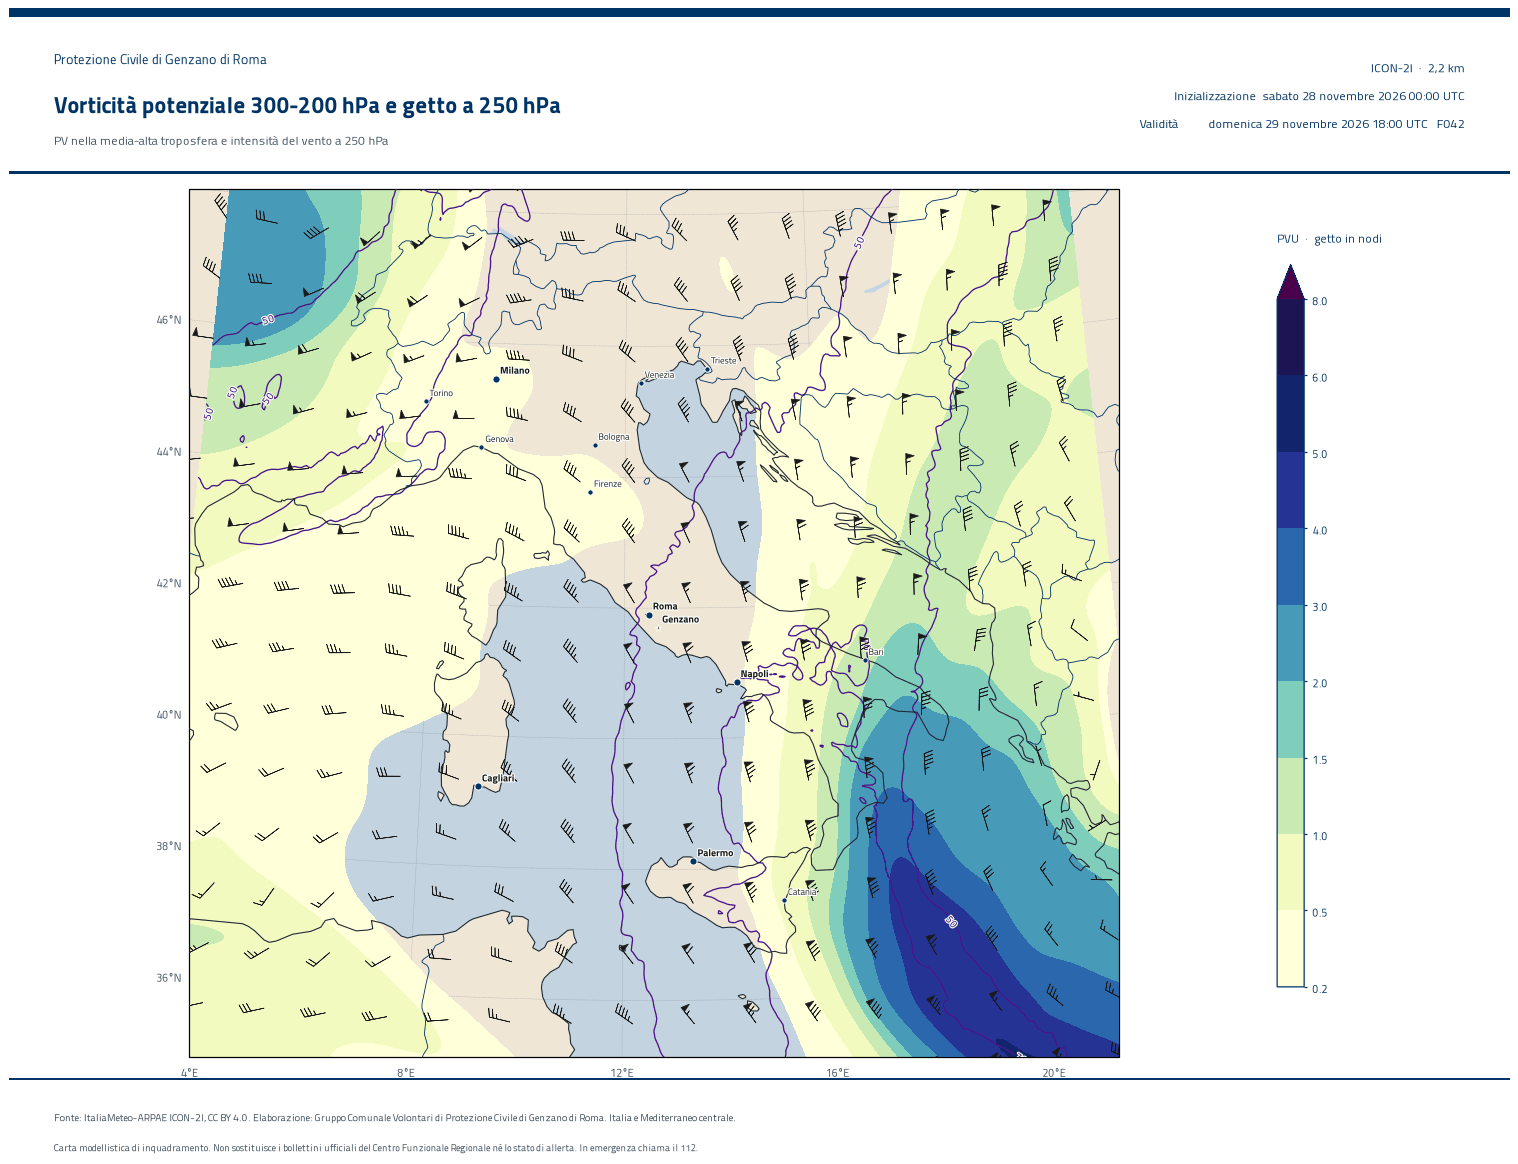 Protezione Civile di Genzano di Roma
Vorticità potenziale 300-200 hPa e getto a 250 hPa
PV nella media-alta troposfera e intensità del vento a 250 hPa
ICON-2I · 2,2 km
Inizializzazione sabato 28 novembre 2026 00:00 UTC
Validità domenica 29 novembre 2026 18:00 UTC F042
PVU · getto in nodi
8.0
6.0
5.0
4.0
3.0
2.0
1.5
1.0
0.5
0.2
46°N
44°N
42°N
40°N
38°N
36°N
4°E
8°E
12°E
16°E
20°E
50
50
50
50
50
50
Milano
Torino
Genova
Venezia
Trieste
Bologna
Firenze
Roma
Genzano
Napoli
Bari
Cagliari
Palermo
Catania
Fonte: ItaliaMeteo-ARPAE ICON-2I, CC BY 4.0. Elaborazione: Gruppo Comunale Volontari di Protezione Civile di Genzano di Roma. Italia e Mediterraneo centrale.
Carta modellistica di inquadramento. Non sostituisce i bollettini ufficiali del Centro Funzionale Regionale né lo stato di allerta. In emergenza chiama il 112.